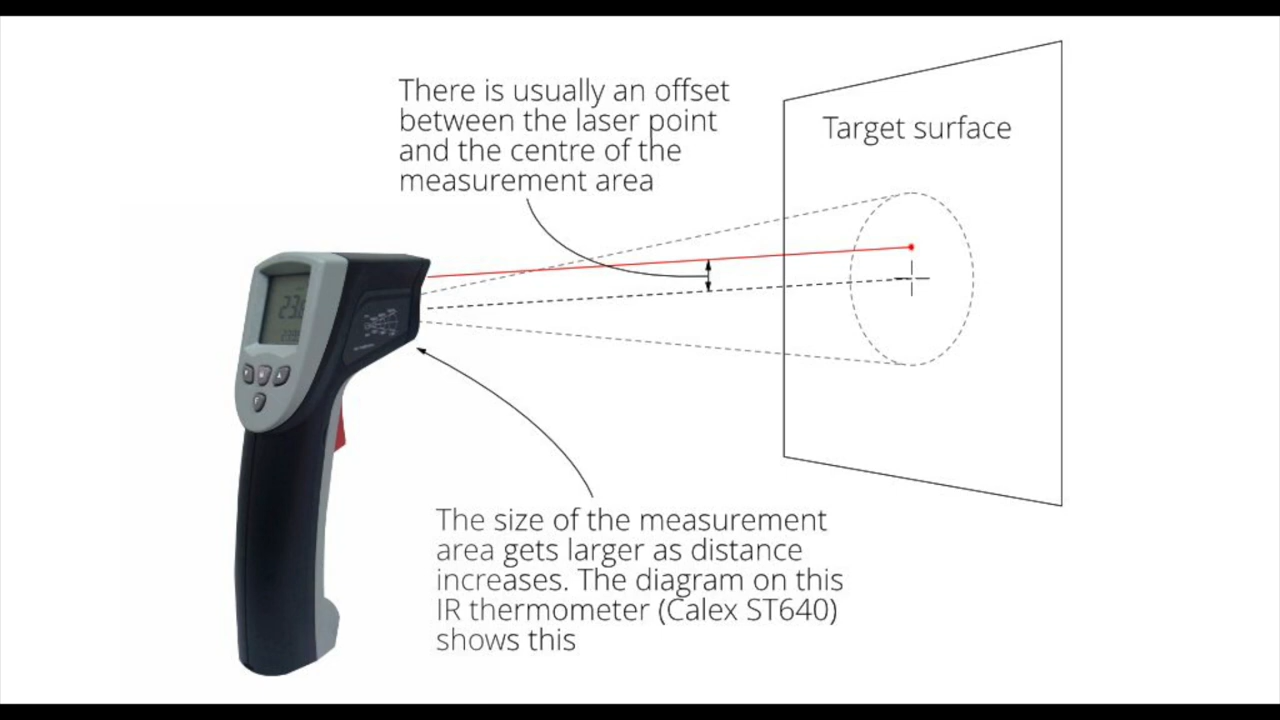 There is usually an offset
between the laser point
and the centre of the
measurement area
Target surface
The size of the measurement
area gets larger as distance
increases. The diagram on this
IR thermometer (Calex ST640)
shows this